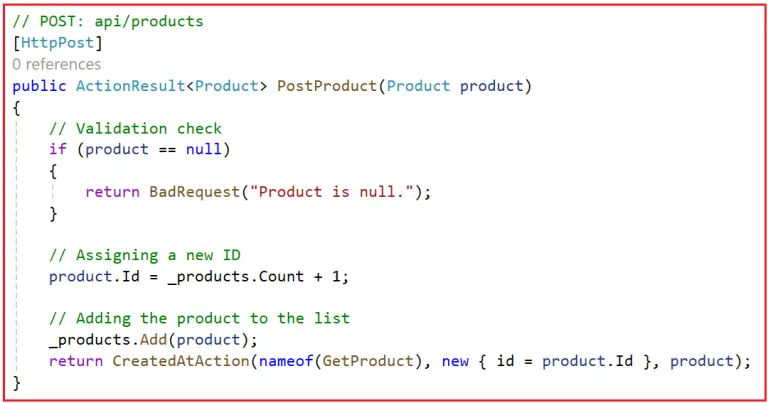 // POST: api/products
[HttpPost]
0 references
public ActionResult<Product> PostProduct(Product product)
{
// Validation check
if (product == null)
{
return BadRequest("Product is null.");
}
// Assigning a new ID
product.Id = _products.Count + 1;
// Adding the product to the list
_products.Add(product);
return CreatedAtAction(nameof(GetProduct), new { id = product.Id }, product);
}